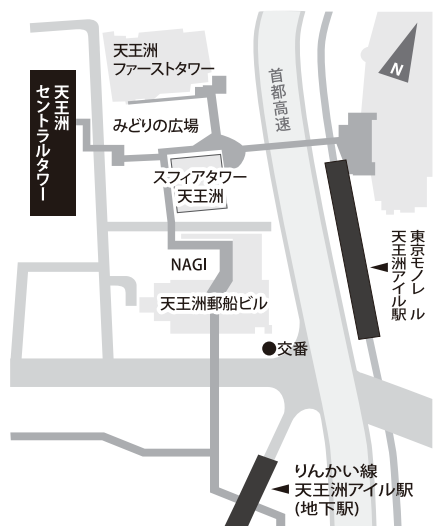 天王洲
ファーストタワー
首都高速
N
天王洲
セントラルタワー
みどりの広場
スフィアタワー
天王洲
東京モノレール
天王洲アイル駅
NAGI
天王洲郵船ビル
交番
りんかい線
天王洲アイル駅
(地下駅)